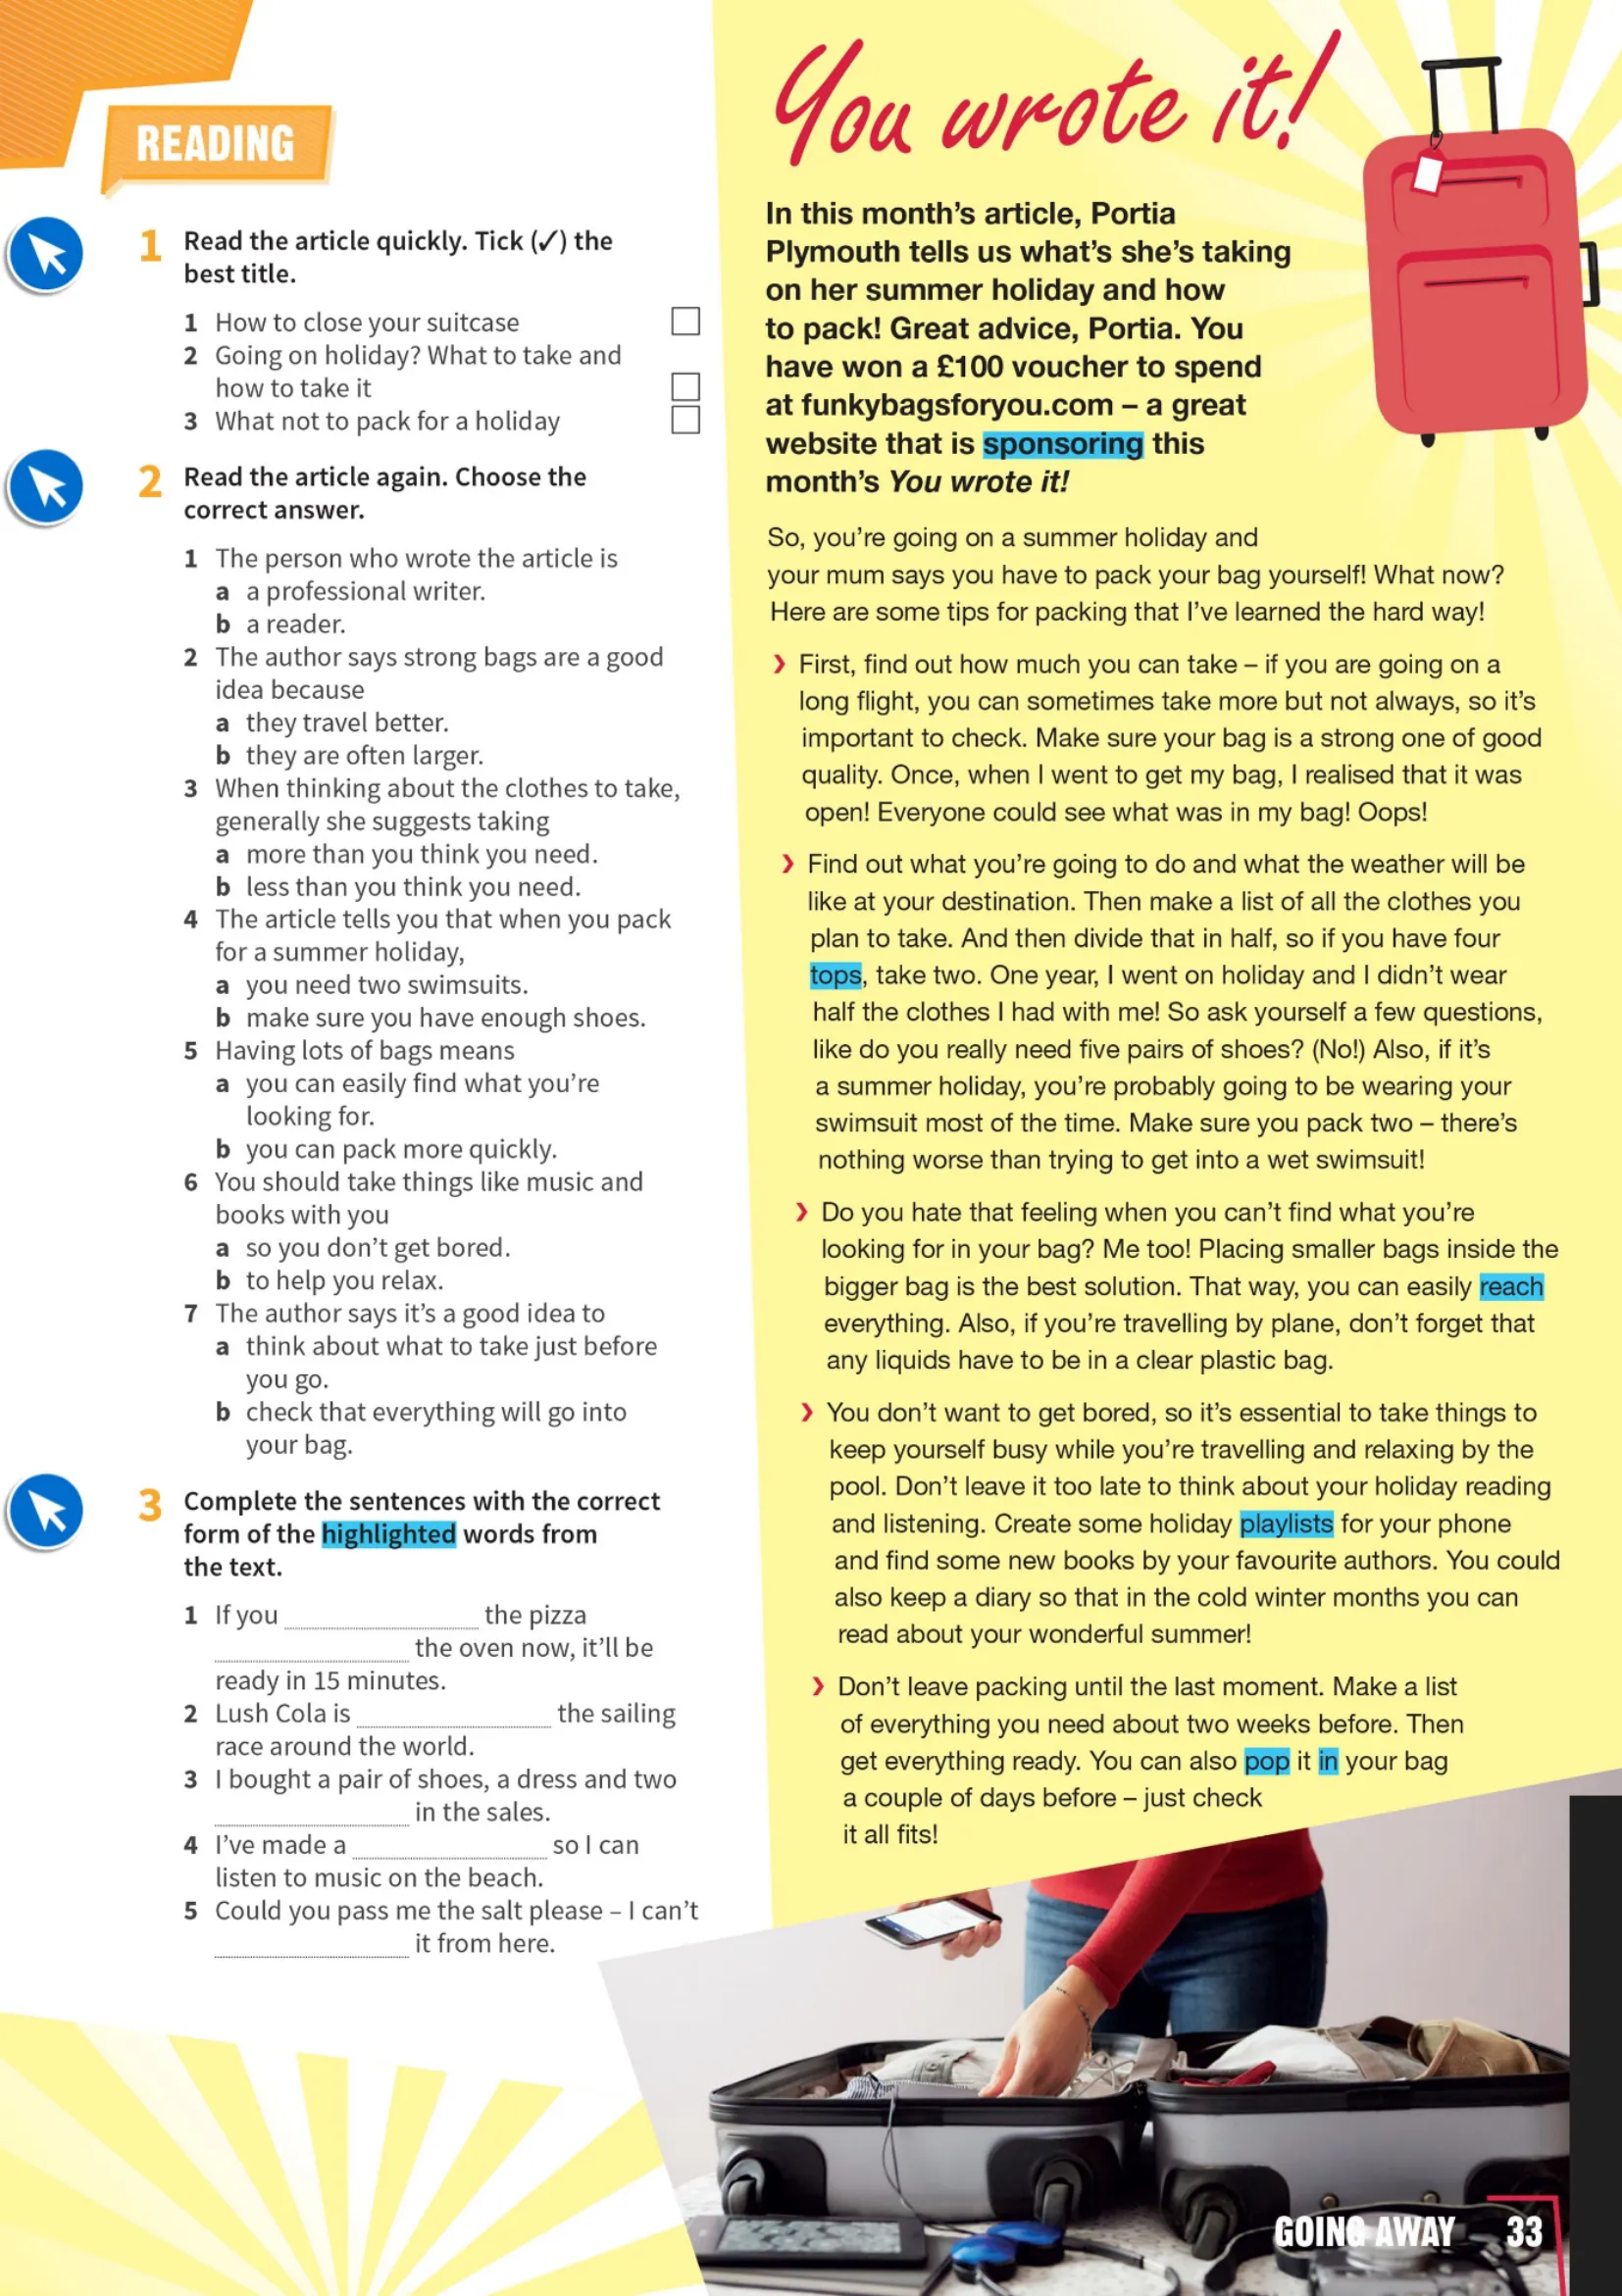 READING
1 Read the article quickly. Tick (✓) the
best title.
1 How to close your suitcase
2 Going on holiday? What to take and
how to take it
3 What not to pack for a holiday
2 Read the article again. Choose the
correct answer.
1 The person who wrote the article is
a a professional writer.
b a reader.
2 The author says strong bags are a good
idea because
a they travel better.
b they are often larger.
3 When thinking about the clothes to take,
generally she suggests taking
a more than you think you need.
b less than you think you need.
4 The article tells you that when you pack
for a summer holiday,
a you need two swimsuits.
b make sure you have enough shoes.
5 Having lots of bags means
a you can easily find what you're
looking for.
b you can pack more quickly.
6 You should take things like music and
books with you
a so you don't get bored.
b to help you relax.
7 The author says it's a good idea to
a think about what to take just before
you go.
b check that everything will go into
your bag.
3 Complete the sentences with the correct
form of the highlighted words from
the text.
1 If you ____ the pizza
____ the oven now, it'll be
ready in 15 minutes.
2 Lush Cola is ____ the sailing
race around the world.
3 I bought a pair of shoes, a dress and two
____ in the sales.
4 I've made a ____ so I can
listen to music on the beach.
5 Could you pass me the salt please – I can't
____ it from here.
You wrote it!
In this month's article, Portia
Plymouth tells us what's she's taking
on her summer holiday and how
to pack! Great advice, Portia. You
have won a £100 voucher to spend
at funkybagsforyou.com – a great
website that is sponsoring this
month's You wrote it!
So, you're going on a summer holiday and
your mum says you have to pack your bag yourself! What now?
Here are some tips for packing that I've learned the hard way!
› First, find out how much you can take – if you are going on a
long flight, you can sometimes take more but not always, so it's
important to check. Make sure your bag is a strong one of good
quality. Once, when I went to get my bag, I realised that it was
open! Everyone could see what was in my bag! Oops!
› Find out what you're going to do and what the weather will be
like at your destination. Then make a list of all the clothes you
plan to take. And then divide that in half, so if you have four
tops, take two. One year, I went on holiday and I didn't wear
half the clothes I had with me! So ask yourself a few questions,
like do you really need five pairs of shoes? (No!) Also, if it's
a summer holiday, you're probably going to be wearing your
swimsuit most of the time. Make sure you pack two – there's
nothing worse than trying to get into a wet swimsuit!
› Do you hate that feeling when you can't find what you're
looking for in your bag? Me too! Placing smaller bags inside the
bigger bag is the best solution. That way, you can easily reach
everything. Also, if you're travelling by plane, don't forget that
any liquids have to be in a clear plastic bag.
› You don't want to get bored, so it's essential to take things to
keep yourself busy while you're travelling and relaxing by the
pool. Don't leave it too late to think about your holiday reading
and listening. Create some holiday playlists for your phone
and find some new books by your favourite authors. You could
also keep a diary so that in the cold winter months you can
read about your wonderful summer!
› Don't leave packing until the last moment. Make a list
of everything you need about two weeks before. Then
get everything ready. You can also pop it in your bag
a couple of days before – just check
it all fits!
GOING AWAY 33